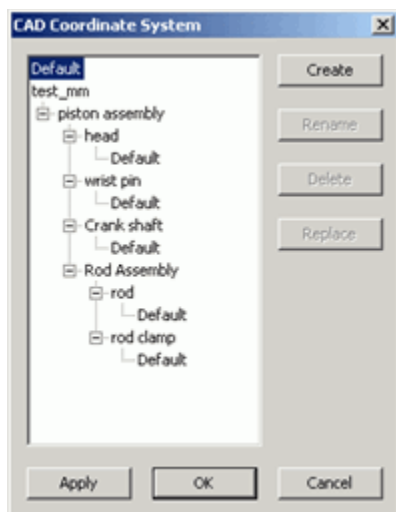 CAD Coordinate System
Default
test_mm
piston assembly
head
Default
wrist pin
Default
Crank shaft
Default
Rod Assembly
rod
Default
rod clamp
Default
Create
Rename
Delete
Replace
Apply
OK
Cancel